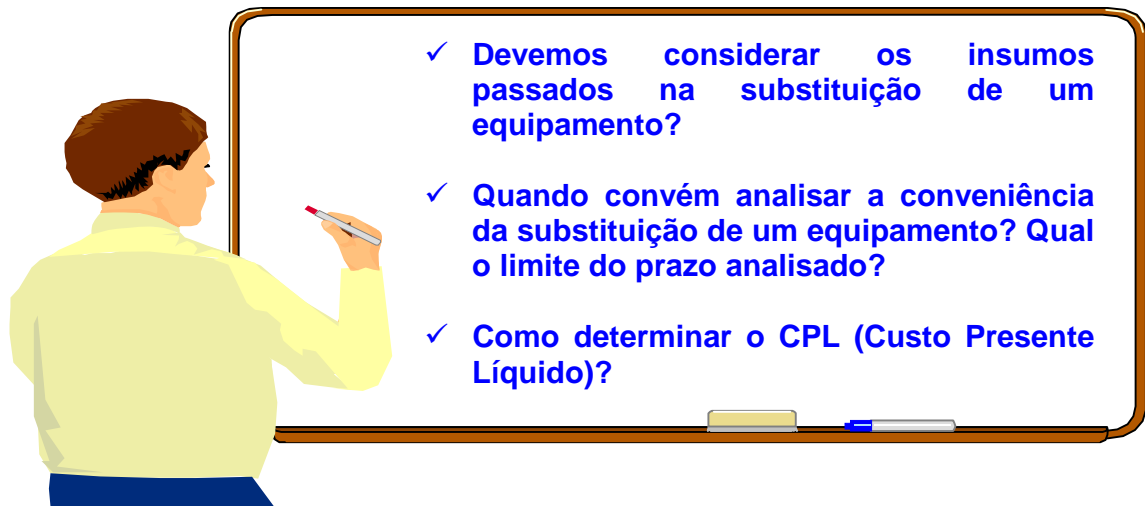 ✓ Devemos considerar os insumos
passados na substituição de um
equipamento?
✓ Quando convém analisar a conveniência
da substituição de um equipamento? Qual
o limite do prazo analisado?
✓ Como determinar o CPL (Custo Presente
Líquido)?